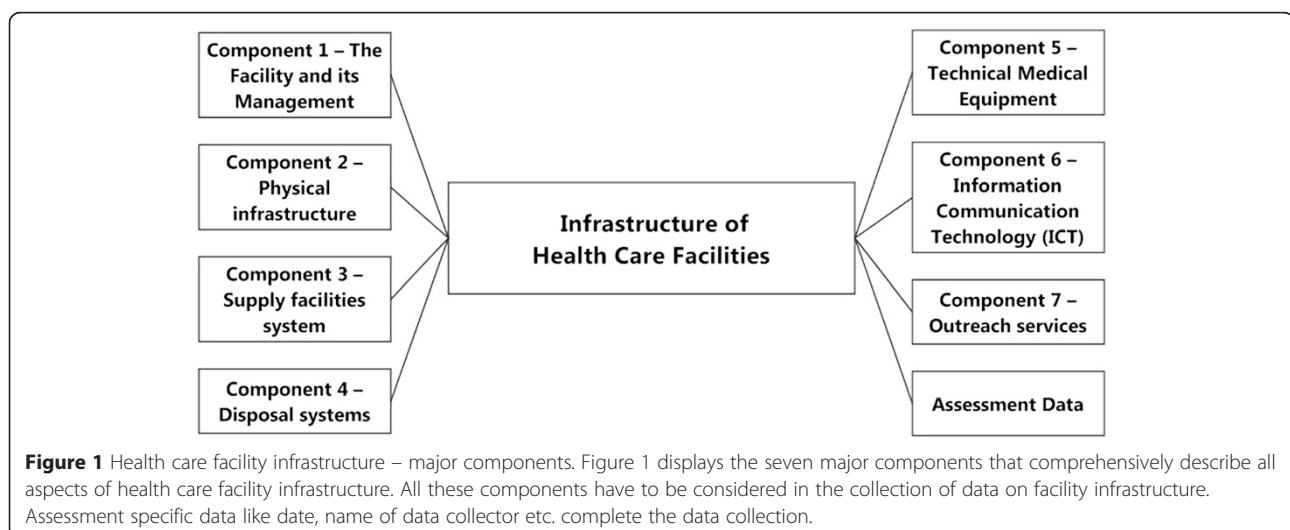 Component 1 – The
Facility and its
Management
Component 2 –
Physical
infrastructure
Component 3 –
Supply facilities
system
Component 4 –
Disposal systems
Infrastructure of
Health Care Facilities
Component 5 –
Technical Medical
Equipment
Component 6 –
Information
Communication
Technology (ICT)
Component 7 –
Outreach services
Assessment Data
Figure 1 Health care facility infrastructure – major components. Figure 1 displays the seven major components that comprehensively describe all
aspects of health care facility infrastructure. All these components have to be considered in the collection of data on facility infrastructure.
Assessment specific data like date, name of data collector etc. complete the data collection.